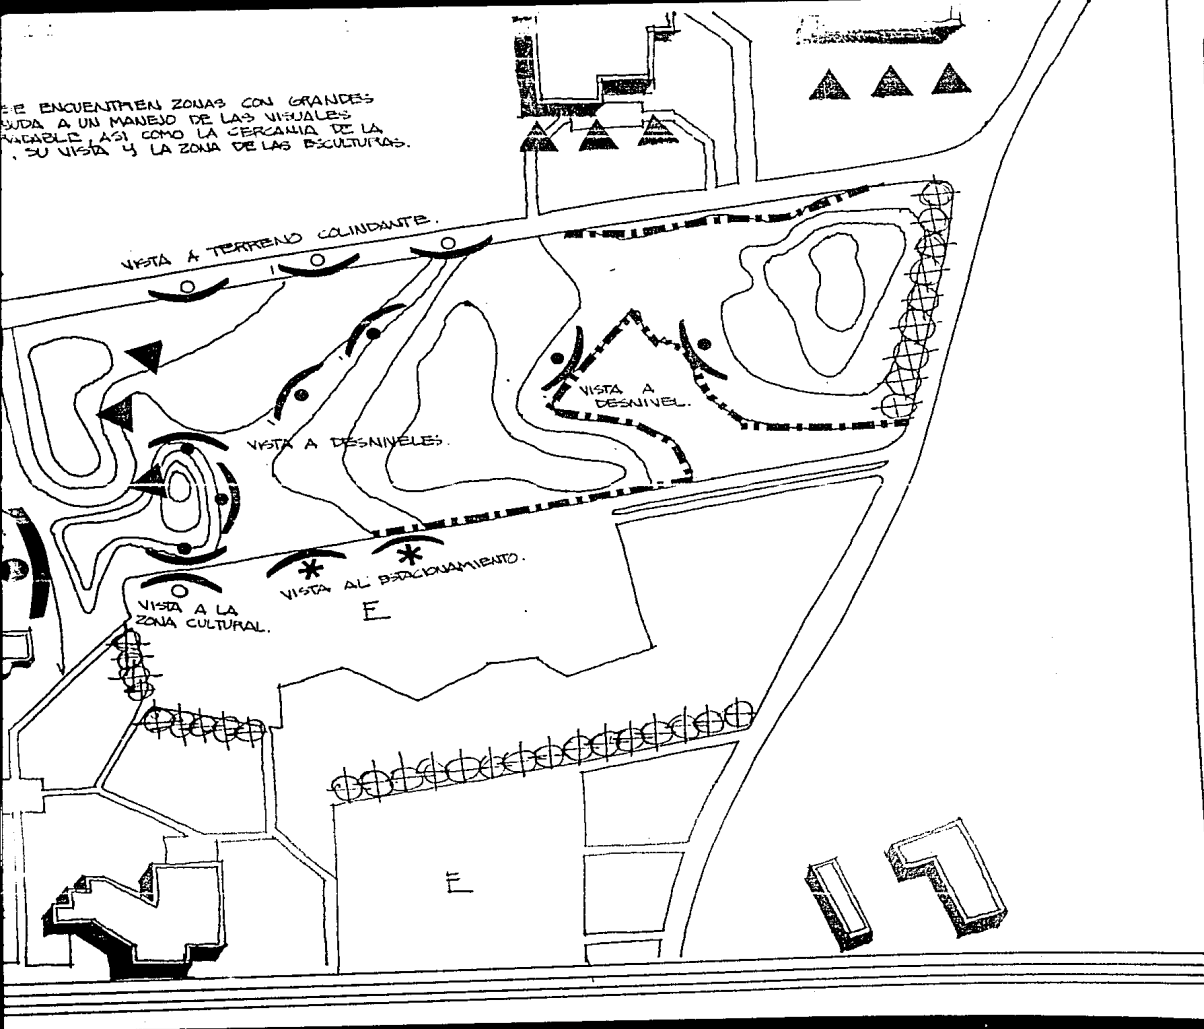 SE ENCUENTREN ZONAS CON GRANDES
AYUDA A UN MANEJO DE LAS VISUALES
ASI COMO LA CERCANIA DE LA
, SU VISTA Y LA ZONA DE LAS ESCULTURAS.
VISTA A TERRENO COLINDANTE.
VISTA A DESNIVEL.
VISTA A DESNIVELES.
VISTA AL ESTACIONAMIENTO.
E
VISTA A LA
ZONA CULTURAL.
E